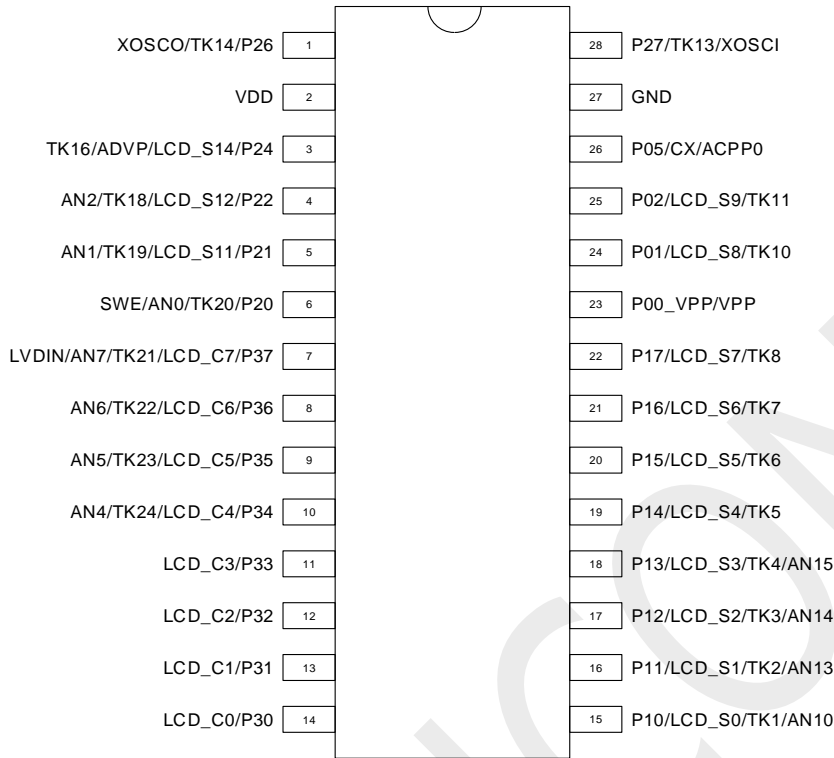 XOSCO/TK14/P26 1 28 P27/TK13/XOSCI
VDD 2 27 GND
TK16/ADVP/LCD_S14/P24 3 26 P05/CX/ACPP0
AN2/TK18/LCD_S12/P22 4 25 P02/LCD_S9/TK11
AN1/TK19/LCD_S11/P21 5 24 P01/LCD_S8/TK10
SWE/AN0/TK20/P20 6 23 P00_VPP/VPP
LVDIN/AN7/TK21/LCD_C7/P37 7 22 P17/LCD_S7/TK8
AN6/TK22/LCD_C6/P36 8 21 P16/LCD_S6/TK7
AN5/TK23/LCD_C5/P35 9 20 P15/LCD_S5/TK6
AN4/TK24/LCD_C4/P34 10 19 P14/LCD_S4/TK5
LCD_C3/P33 11 18 P13/LCD_S3/TK4/AN15
LCD_C2/P32 12 17 P12/LCD_S2/TK3/AN14
LCD_C1/P31 13 16 P11/LCD_S1/TK2/AN13
LCD_C0/P30 14 15 P10/LCD_S0/TK1/AN10